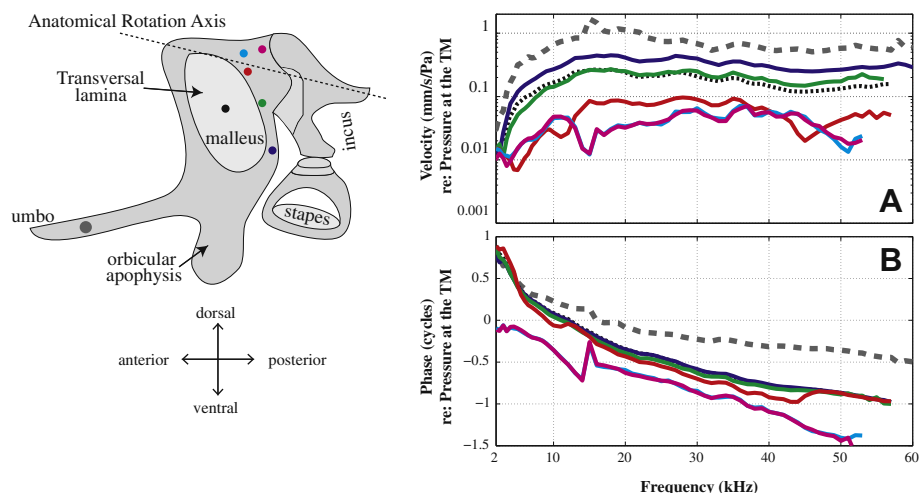 Anatomical Rotation Axis
Transversal
lamina
malleus
incus
stapes
umbo
orbicular
apophysis
dorsal
anterior
posterior
ventral
Velocity (mm/s/Pa)
re: Pressure at the TM
1
0.1
0.01
0.001
A
Phase (cycles)
re: Pressure at the TM
1
0.5
0
−0.5
−1
−1.5
B
2 10 20 30 40 50 60
Frequency (kHz)